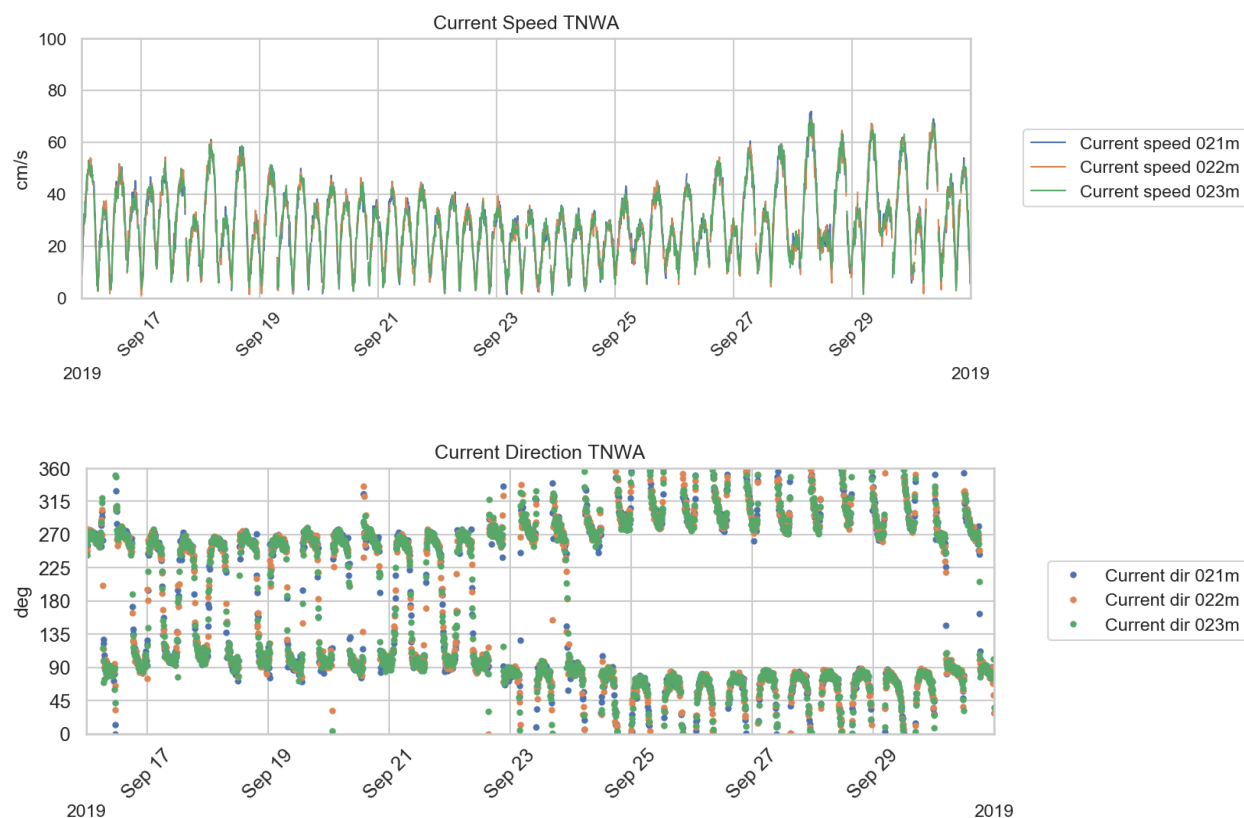 Current Speed TNWA
100
80
60
40
20
0
cm/s
Sep 17
Sep 19
Sep 21
Sep 23
Sep 25
Sep 27
Sep 29
2019
2019
Current speed 021m
Current speed 022m
Current speed 023m
Current Direction TNWA
360
315
270
225
180
135
90
45
0
deg
Sep 17
Sep 19
Sep 21
Sep 23
Sep 25
Sep 27
Sep 29
2019
2019
Current dir 021m
Current dir 022m
Current dir 023m